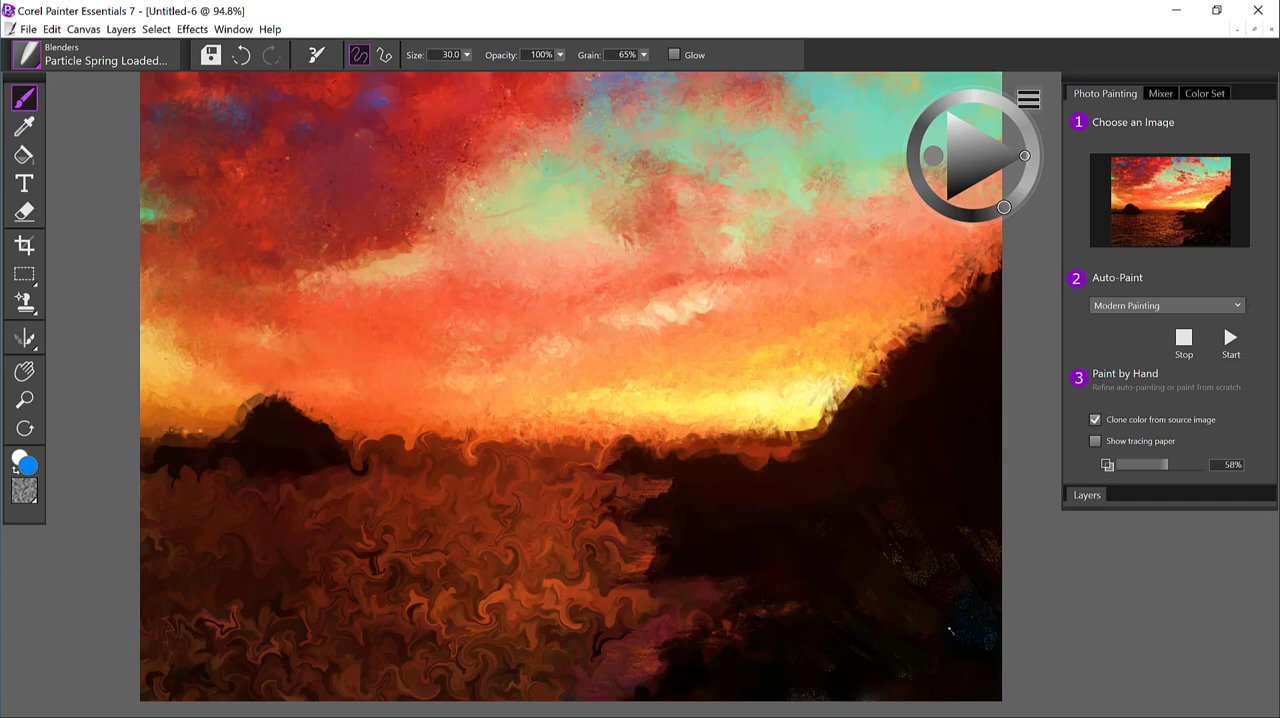 Corel Painter Essentials 7 - [Untitled-6 @ 94.8%]
File Edit Canvas Layers Select Effects Window Help
Blenders
Particle Spring Loaded...
Size: 30.0 Opacity: 100% Grain: 65% Glow
Photo Painting Mixer Color Set
1 Choose an Image
2 Auto-Paint
Modern Painting
Stop Start
3 Paint by Hand
Refine auto-painting or paint from scratch
Clone color from source image
Show tracing paper
58%
Layers
T